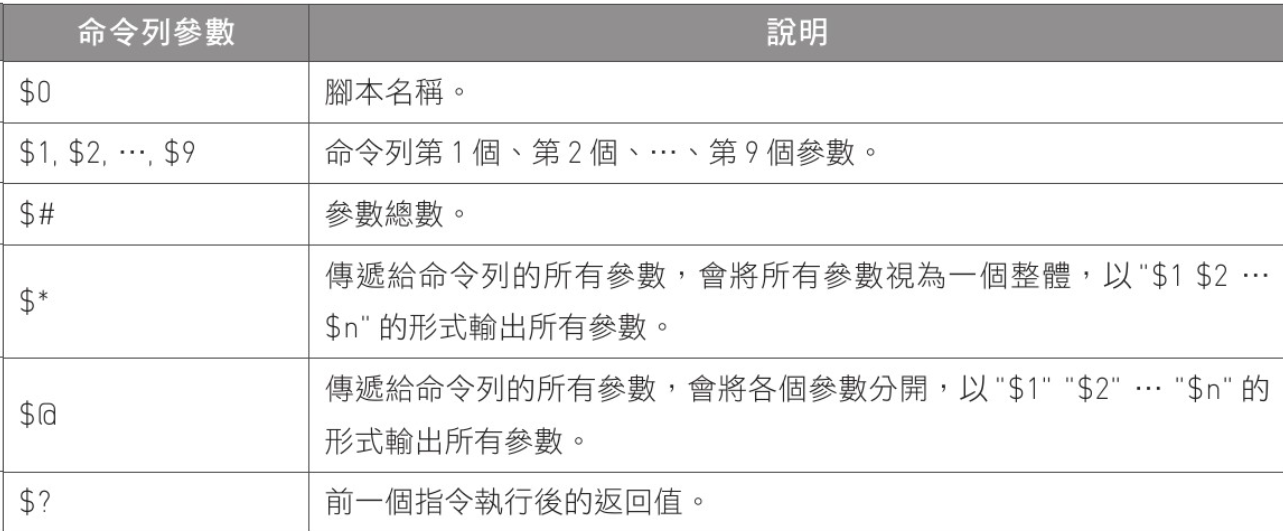 命令列參數 說明
$0 腳本名稱。
$1, $2, …, $9 命令列第 1 個、第 2 個、…、第 9 個參數。
$# 參數總數。
$* 傳遞給命令列的所有參數，會將所有參數視為一個整體，以 "$1 $2 …
$n" 的形式輸出所有參數。
$@ 傳遞給命令列的所有參數，會將各個參數分開，以 "$1" "$2" … "$n" 的
形式輸出所有參數。
$? 前一個指令執行後的返回值。